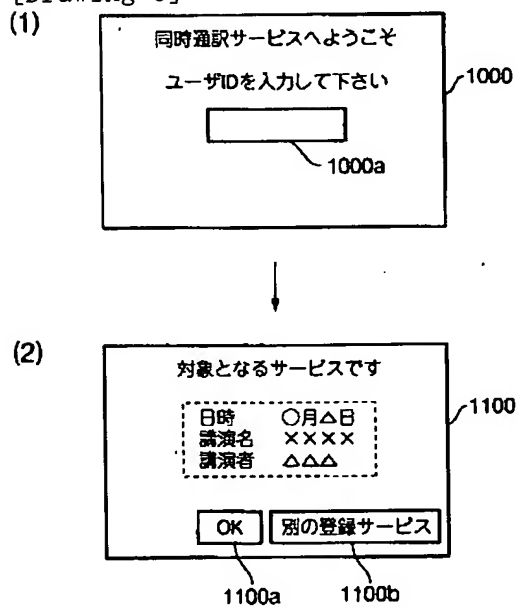 (1)
同時通訳サービスへようこそ
ユーザIDを入力して下さい
1000
1000a
(2)
対象となるサービスです
日時 ○月△日
講演名 ××××
講演者 △△△
1100
OK 別の登録サービス
1100a 1100b